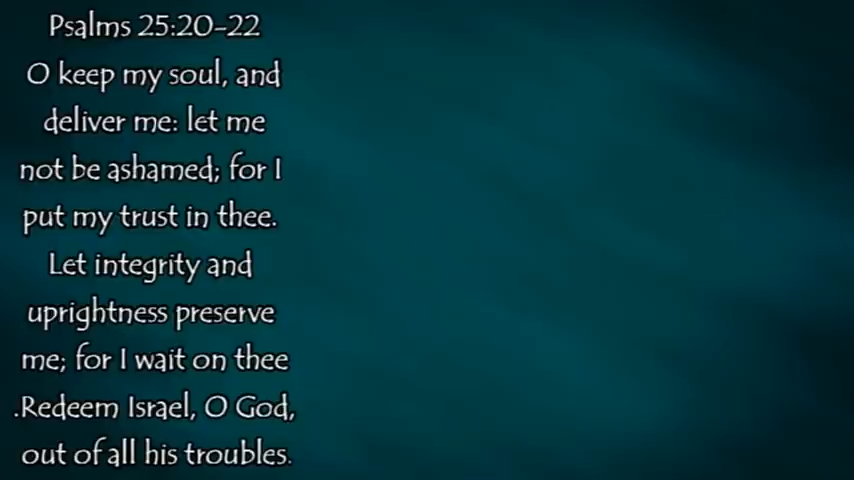 Psalms 25:20-22
O keep my soul, and
deliver me: let me
not be ashamed; for I
put my trust in thee.
Let integrity and
uprightness preserve
me; for I wait on thee
.Redeem Israel, O God,
out of all his troubles.